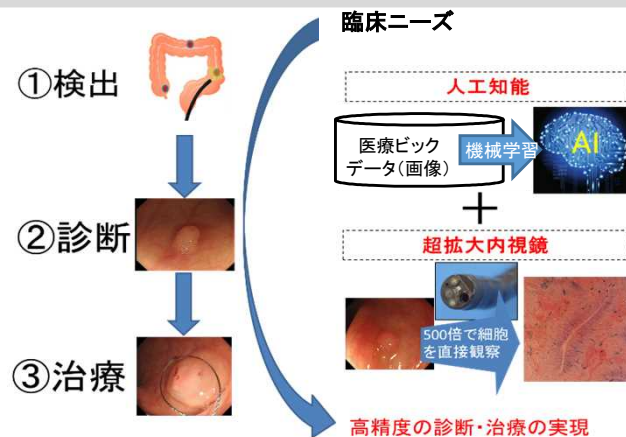 ①検出
②診断
③治療
臨床ニーズ
人工知能
医療ビック
データ(画像)
機械学習
AI
+
超拡大内視鏡
500倍で細胞
を直接観察
高精度の診断・治療の実現